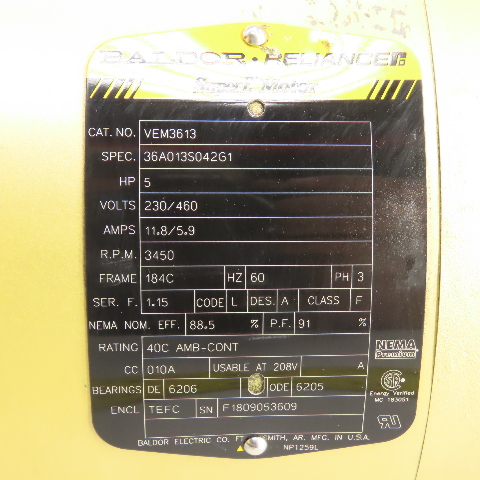 BALDOR · RELIANCE
Super-E Motor
CAT. NO. VEM3613
SPEC. 36A013S042G1
HP 5
VOLTS 230/460
AMPS 11.8/5.9
R.P.M. 3450
FRAME 184C HZ 60 PH 3
SER. F. 1.15 CODE L DES. A CLASS F
NEMA NOM. EFF. 88.5 % P.F. 91 %
RATING 40C AMB-CONT
CC 010A USABLE AT 208V A
BEARINGS DE 6206 ODE 6205
ENCL TEFC SN F1809053609
NEMA
Premium
Energy Verified
MC 183061
BALDOR ELECTRIC CO. FT. SMITH, AR. MFG. IN U.S.A.
NP1259L